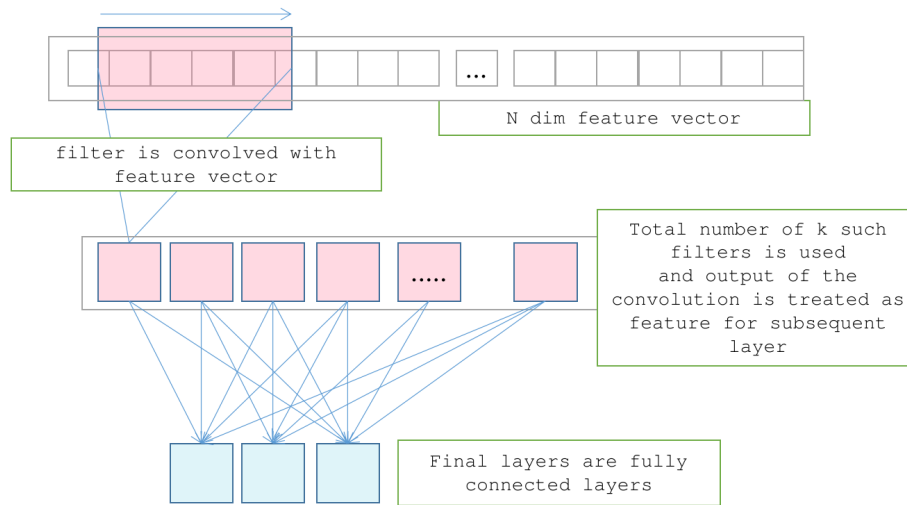 ...
N dim feature vector
filter is convolved with
feature vector
Total number of k such
filters is used
and output of the
convolution is treated as
feature for subsequent
layer
.....
Final layers are fully
connected layers